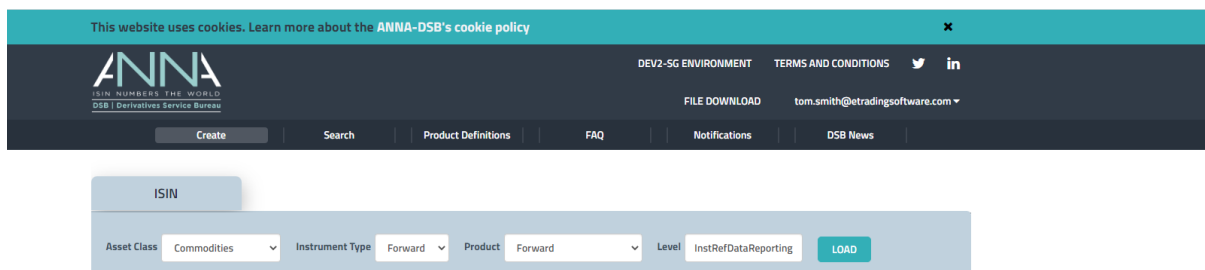 This website uses cookies. Learn more about the ANNA-DSB's cookie policy
ANNA
ISIN NUMBERS THE WORLD
DSB | Derivatives Service Bureau
DEV2-SG ENVIRONMENT TERMS AND CONDITIONS in
FILE DOWNLOAD tom.smith@etradingsoftware.com
Create Search Product Definitions FAQ Notifications DSB News
ISIN
Asset Class Commodities Instrument Type Forward Product Forward Level InstRefDataReporting LOAD